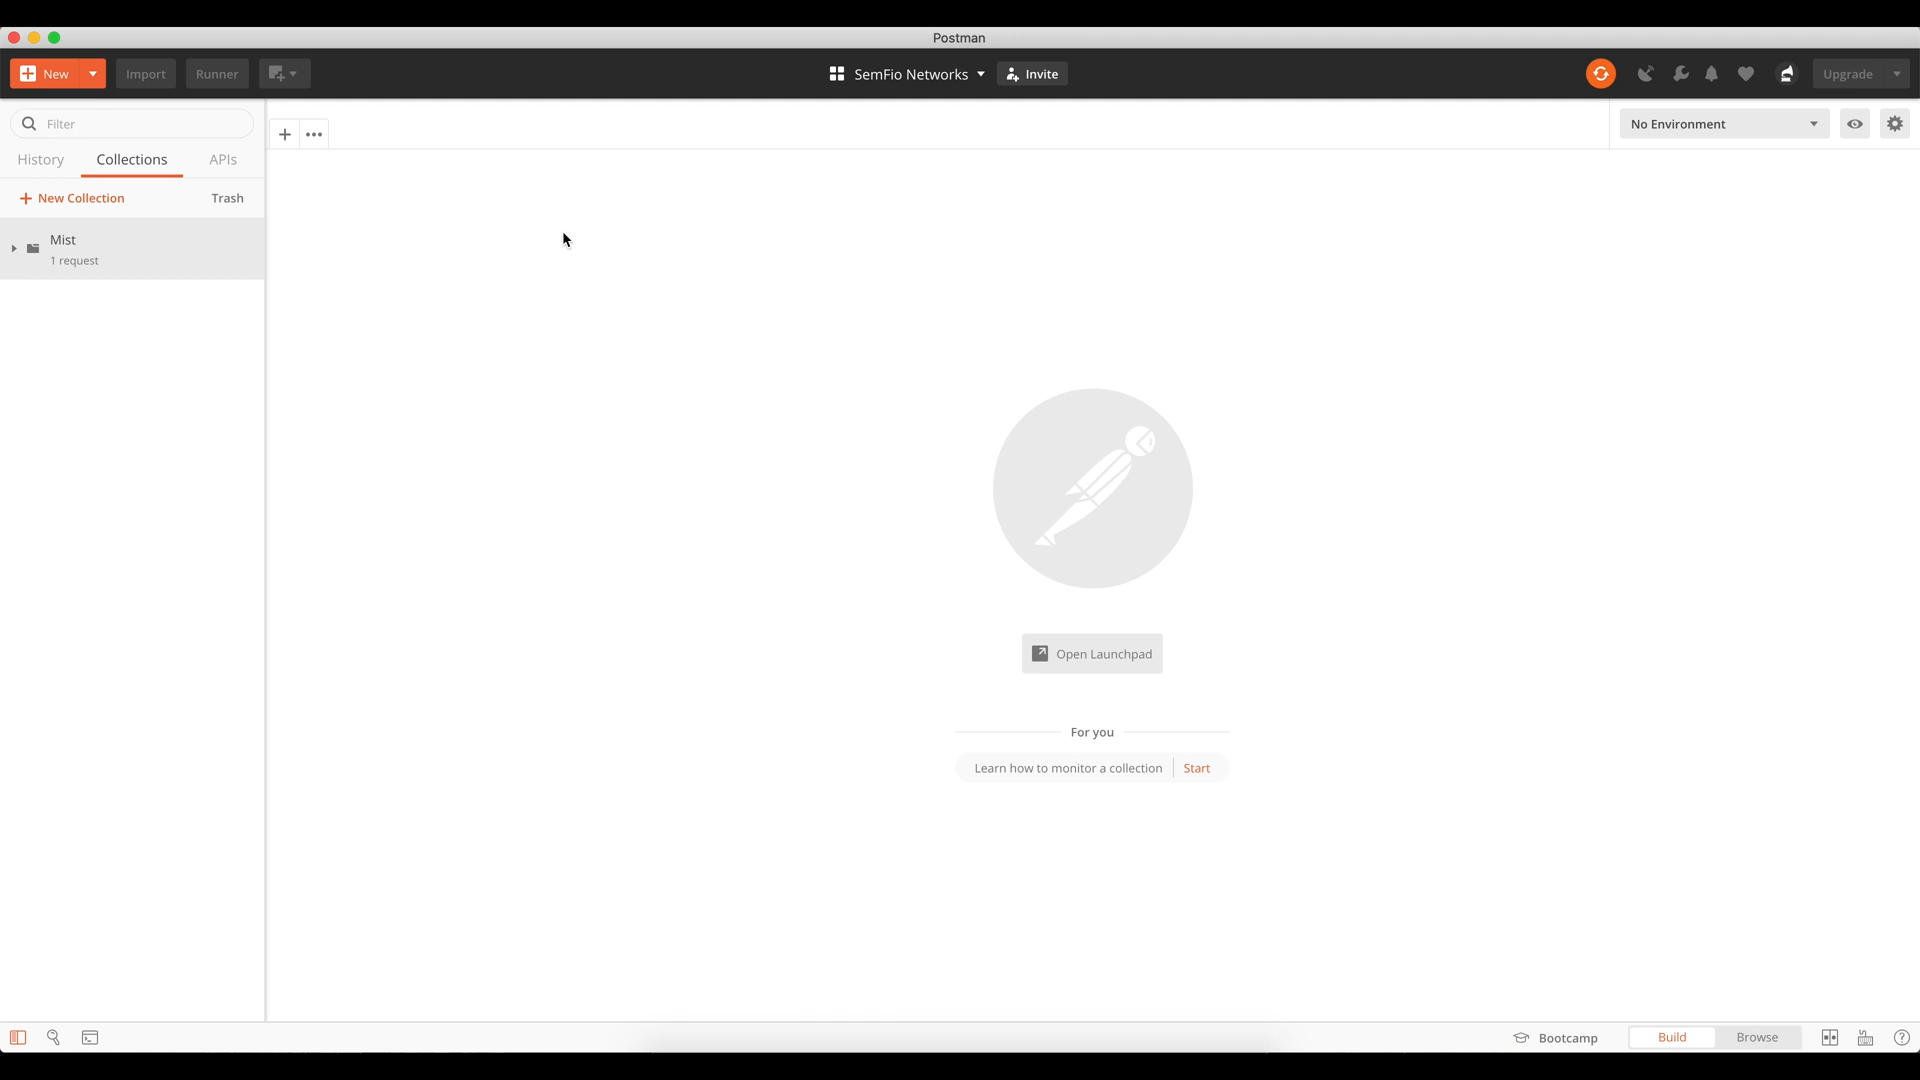 Postman
New
Import
Runner
SemFio Networks
Invite
Upgrade
Filter
No Environment
History
Collections
APIs
+ New Collection
Trash
Mist
1 request
Open Launchpad
For you
Learn how to monitor a collection
Start
Bootcamp
Build
Browse